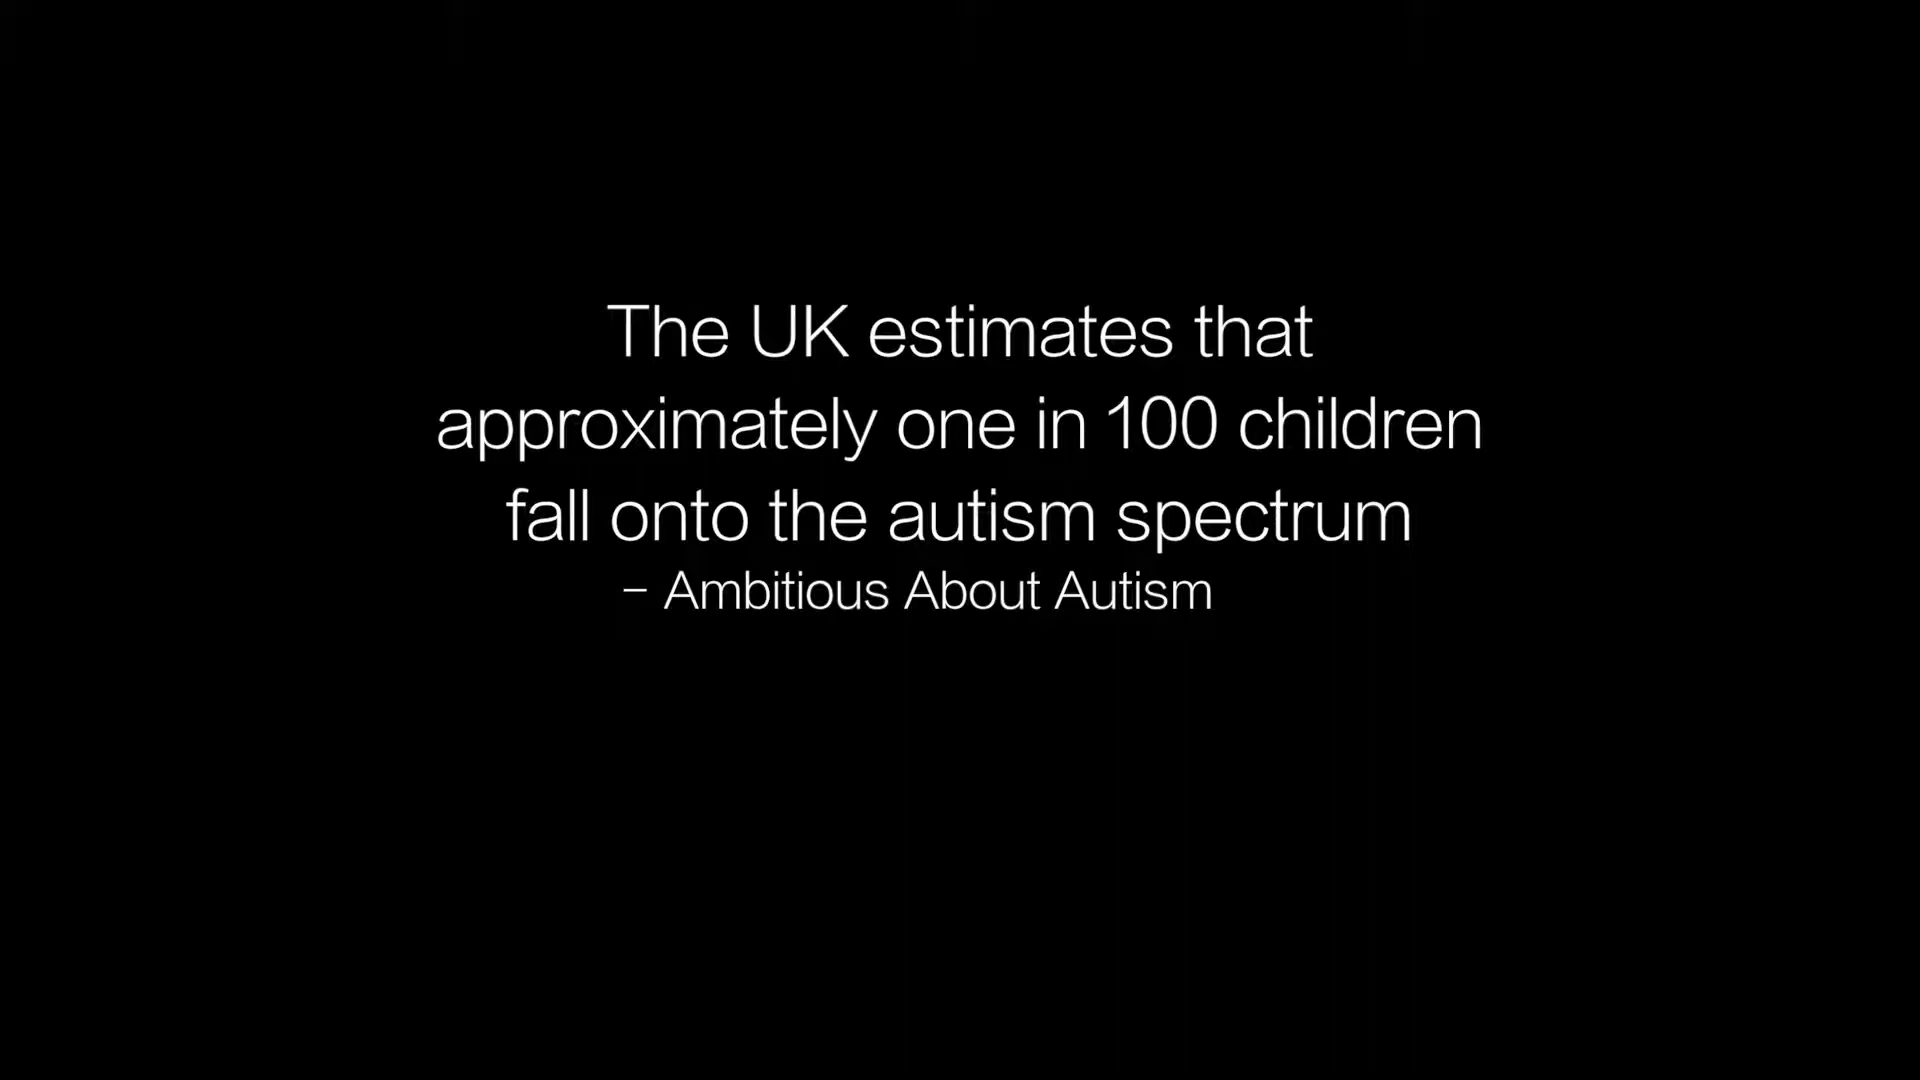 The UK estimates that
approximately one in 100 children
fall onto the autism spectrum
– Ambitious About Autism